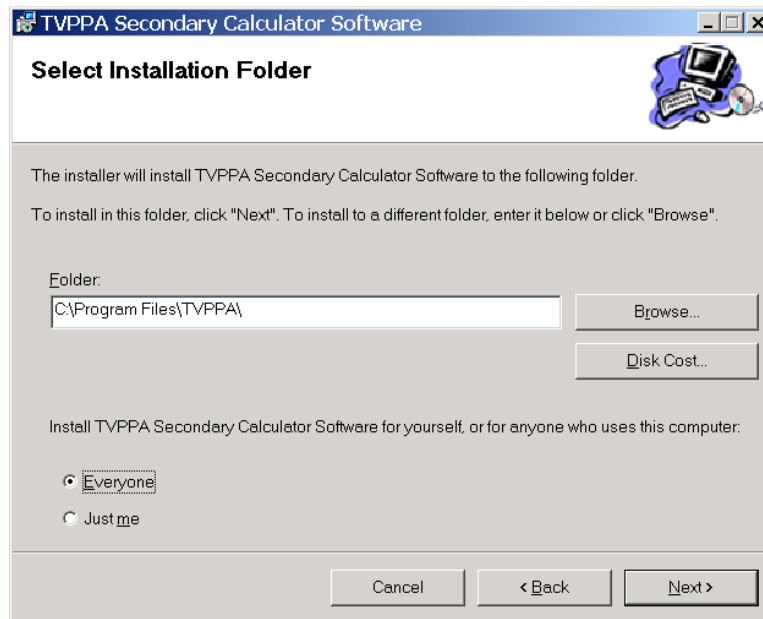 TVPPA Secondary Calculator Software
Select Installation Folder
The installer will install TVPPA Secondary Calculator Software to the following folder.
To install in this folder, click "Next". To install to a different folder, enter it below or click "Browse".
Folder:
C:\Program Files\TVPPA\
Browse...
Disk Cost...
Install TVPPA Secondary Calculator Software for yourself, or for anyone who uses this computer:
Everyone
Just me
Cancel
< Back
Next >